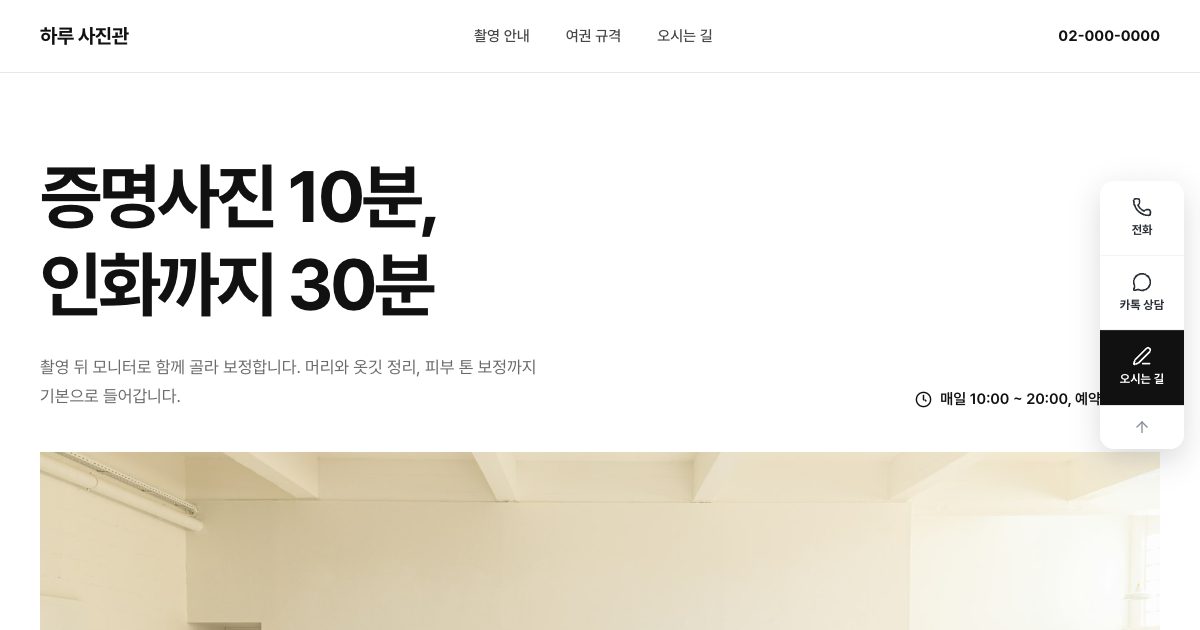 하루 사진관
촬영 안내
여권 규격
오시는 길
02-000-0000
증명사진 10분,
인화까지 30분
촬영 뒤 모니터로 함께 골라 보정합니다. 머리와 옷깃 정리, 피부 톤 보정까지
기본으로 들어갑니다.
매일 10:00 ~ 20:00, 예약
전화
카톡 상담
오시는 길